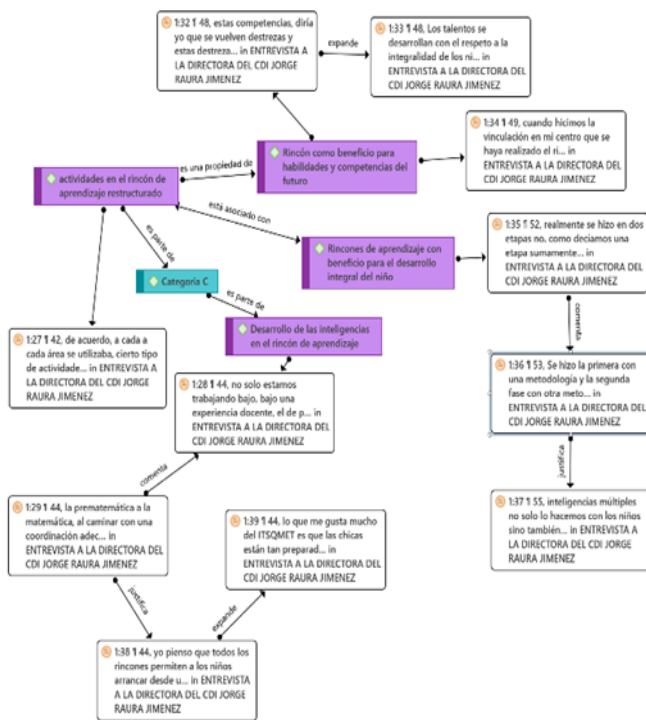 1:32 ¶ 48, estas competencias, diría
yo que se vuelven destrezas y
estas destreza... in ENTREVISTA A
LA DIRECTORA DEL CDI JORGE
RAURA JIMENEZ
expande
1:33 ¶ 48, Los talentos se
desarrollan con el respeto a la
integralidad de los ni... in
ENTREVISTA A LA DIRECTORA DEL
CDI JORGE RAURA JIMENEZ
1:34 ¶ 49, cuando hicimos la
vinculación en mi centro que se
haya realizado el ri... in
ENTREVISTA A LA DIRECTORA DEL
CDI JORGE RAURA JIMENEZ
Rincón como beneficio para
habilidades y competencias del
futuro
es una propiedad de
actividades en el rincón de
aprendizaje restructurado
está asociado con
es parte de
Rincones de aprendizaje con
beneficio para el desarrollo
integral del niño
1:35 ¶ 52, realmente se hizo en dos
etapas no, como decíamos una
etapa sumamente... in
ENTREVISTA A LA DIRECTORA DEL
CDI JORGE RAURA JIMENEZ
Categoría C
es parte de
Desarrollo de las inteligencias
en el rincón de aprendizaje
comenta
1:27 ¶ 42, de acuerdo, a cada a
cada área se utilizaba, cierto tipo
de actividade... in ENTREVISTA A
LA DIRECTORA DEL CDI JORGE
RAURA JIMENEZ
1:28 ¶ 44, no solo estamos
trabajando bajo, bajo una
experiencia docente, el de p... in
ENTREVISTA A LA DIRECTORA DEL
CDI JORGE RAURA JIMENEZ
1:36 ¶ 53, Se hizo la primera con
una metodología y la segunda
fase con otra meto... in
ENTREVISTA A LA DIRECTORA DEL
CDI JORGE RAURA JIMENEZ
justifica
comenta
1:29 ¶ 44, la prematemática a la
matemática, al caminar con una
coordinación adec... in
ENTREVISTA A LA DIRECTORA DEL
CDI JORGE RAURA JIMENEZ
1:39 ¶ 44, lo que me gusta mucho
del ITSQMET es que las chicas
están tan preparad... in
ENTREVISTA A LA DIRECTORA DEL
CDI JORGE RAURA JIMENEZ
1:37 ¶ 55, inteligencias múltiples
no solo lo hacemos con los niños
sino también... in ENTREVISTA A
LA DIRECTORA DEL CDI JORGE
RAURA JIMENEZ
justifica
expande
1:38 ¶ 44, yo pienso que todos los
rincones permiten a los niños
arrancar desde u... in ENTREVISTA
A LA DIRECTORA DEL CDI JORGE
RAURA JIMENEZ